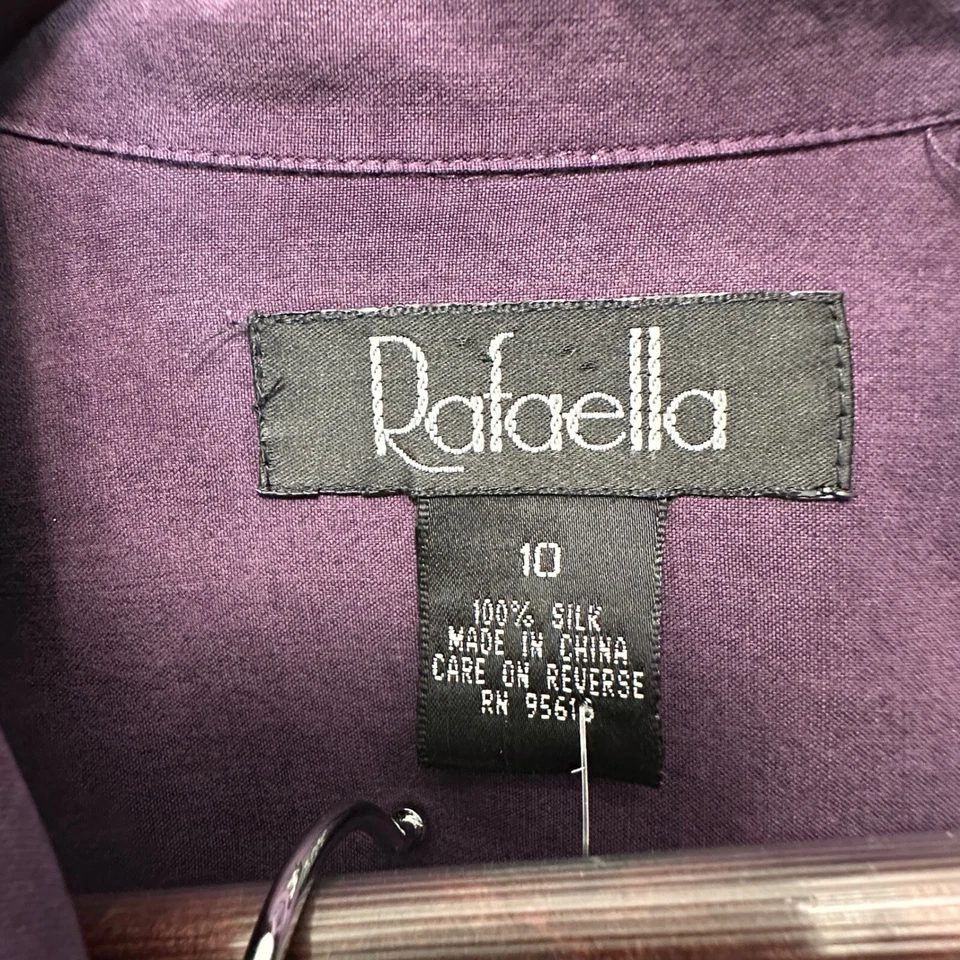 Rafaella
10
100% SILK
MADE IN CHINA
CARE ON REVERSE
RN 95616